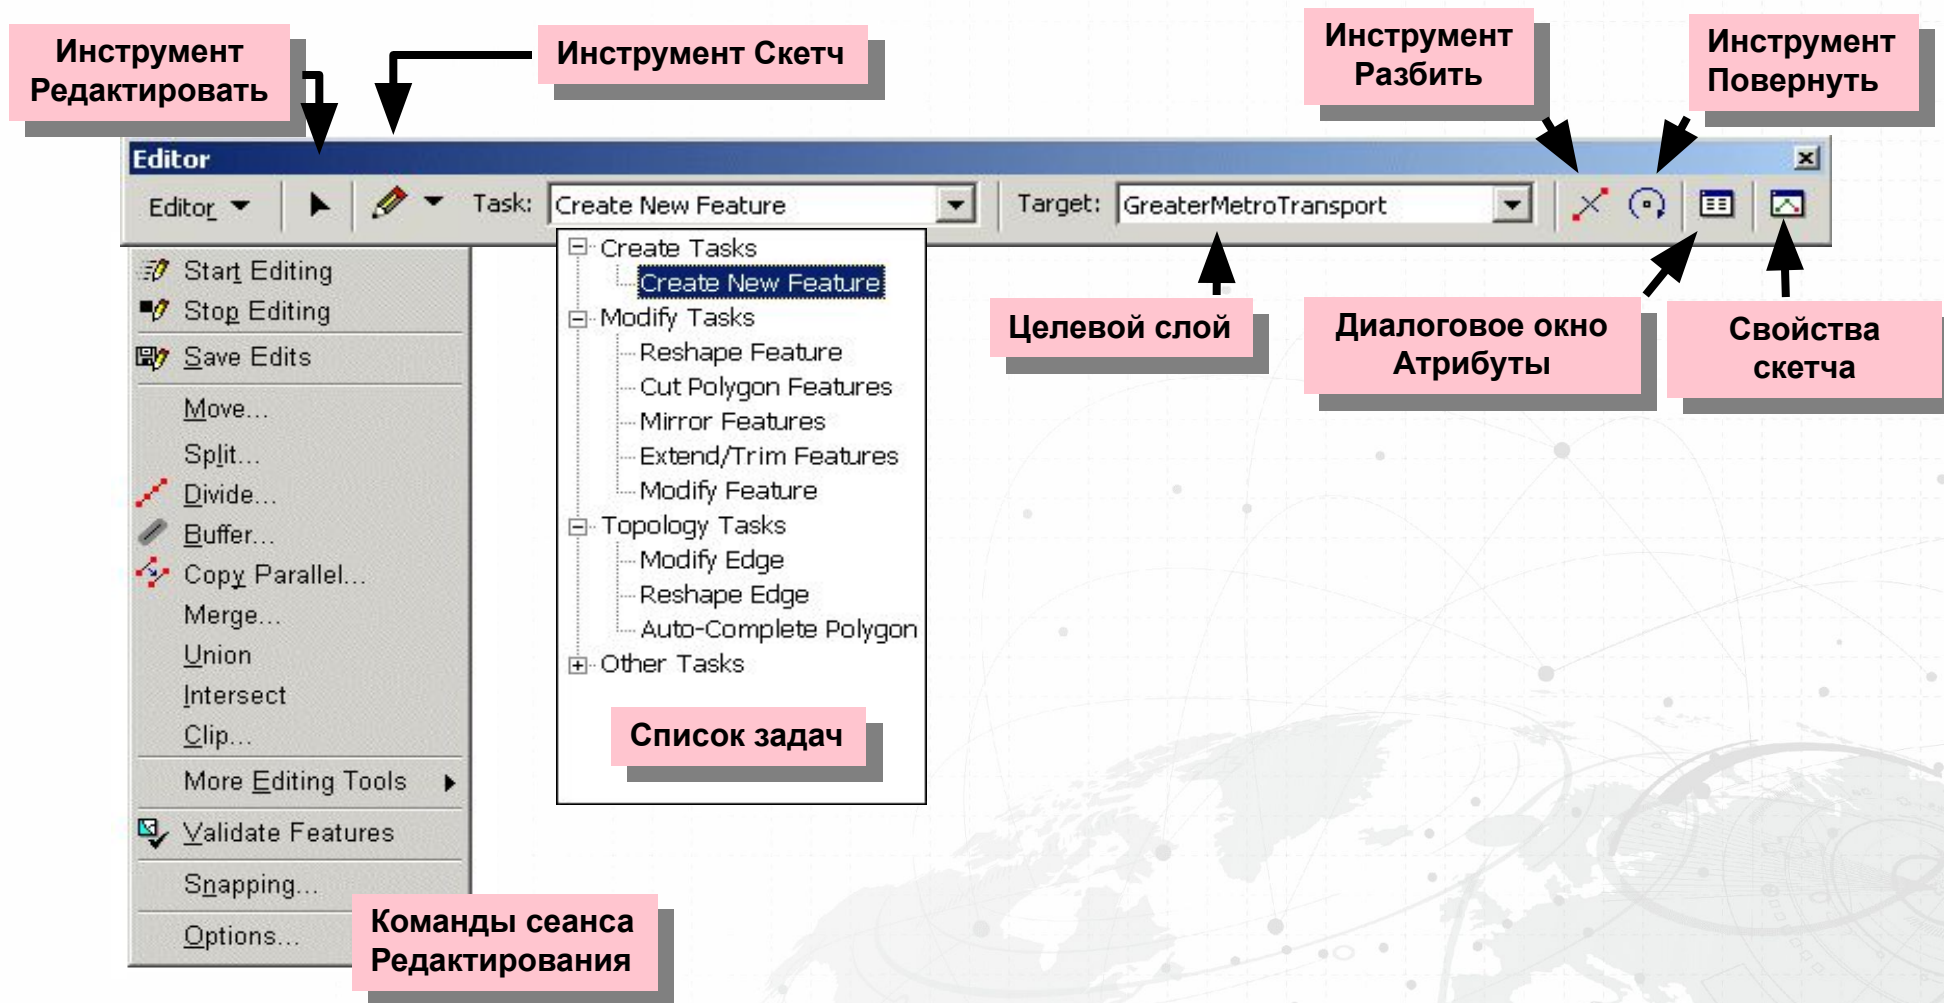 Инструмент
Редактировать
Инструмент Скетч
Инструмент
Разбить
Инструмент
Повернуть
Editor
Editor
Task:
Create New Feature
Target:
GreaterMetroTransport
Start Editing
Stop Editing
Save Edits
Move...
Split...
Divide...
Buffer...
Copy Parallel...
Merge...
Union
Intersect
Clip...
More Editing Tools
Validate Features
Snapping...
Options...
Команды сеанса
Редактирования
Create Tasks
Create New Feature
Modify Tasks
Reshape Feature
Cut Polygon Features
Mirror Features
Extend/Trim Features
Modify Feature
Topology Tasks
Modify Edge
Reshape Edge
Auto-Complete Polygon
Other Tasks
Список задач
Целевой слой
Диалоговое окно
Атрибуты
Свойства
скетча